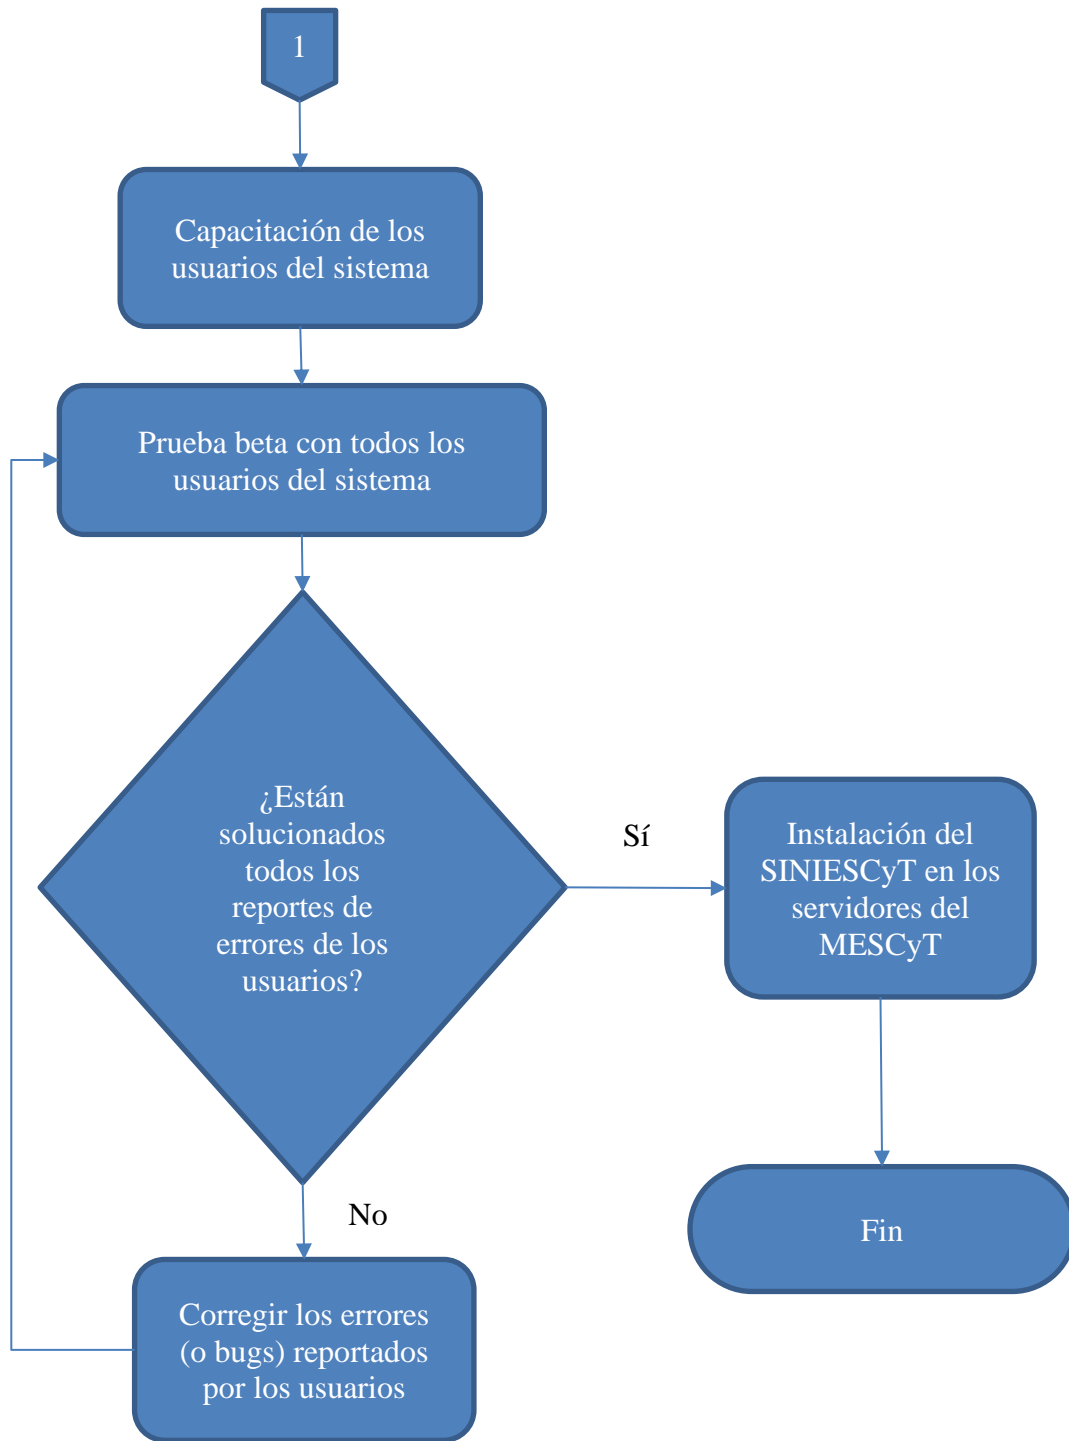 1
Capacitación de los
usuarios del sistema
Prueba beta con todos los
usuarios del sistema
¿Están
solucionados
todos los
reportes de
errores de los
usuarios?
Sí
Instalación del
SINIESCyT en los
servidores del
MESCyT
No
Fin
Corregir los errores
(o bugs) reportados
por los usuarios